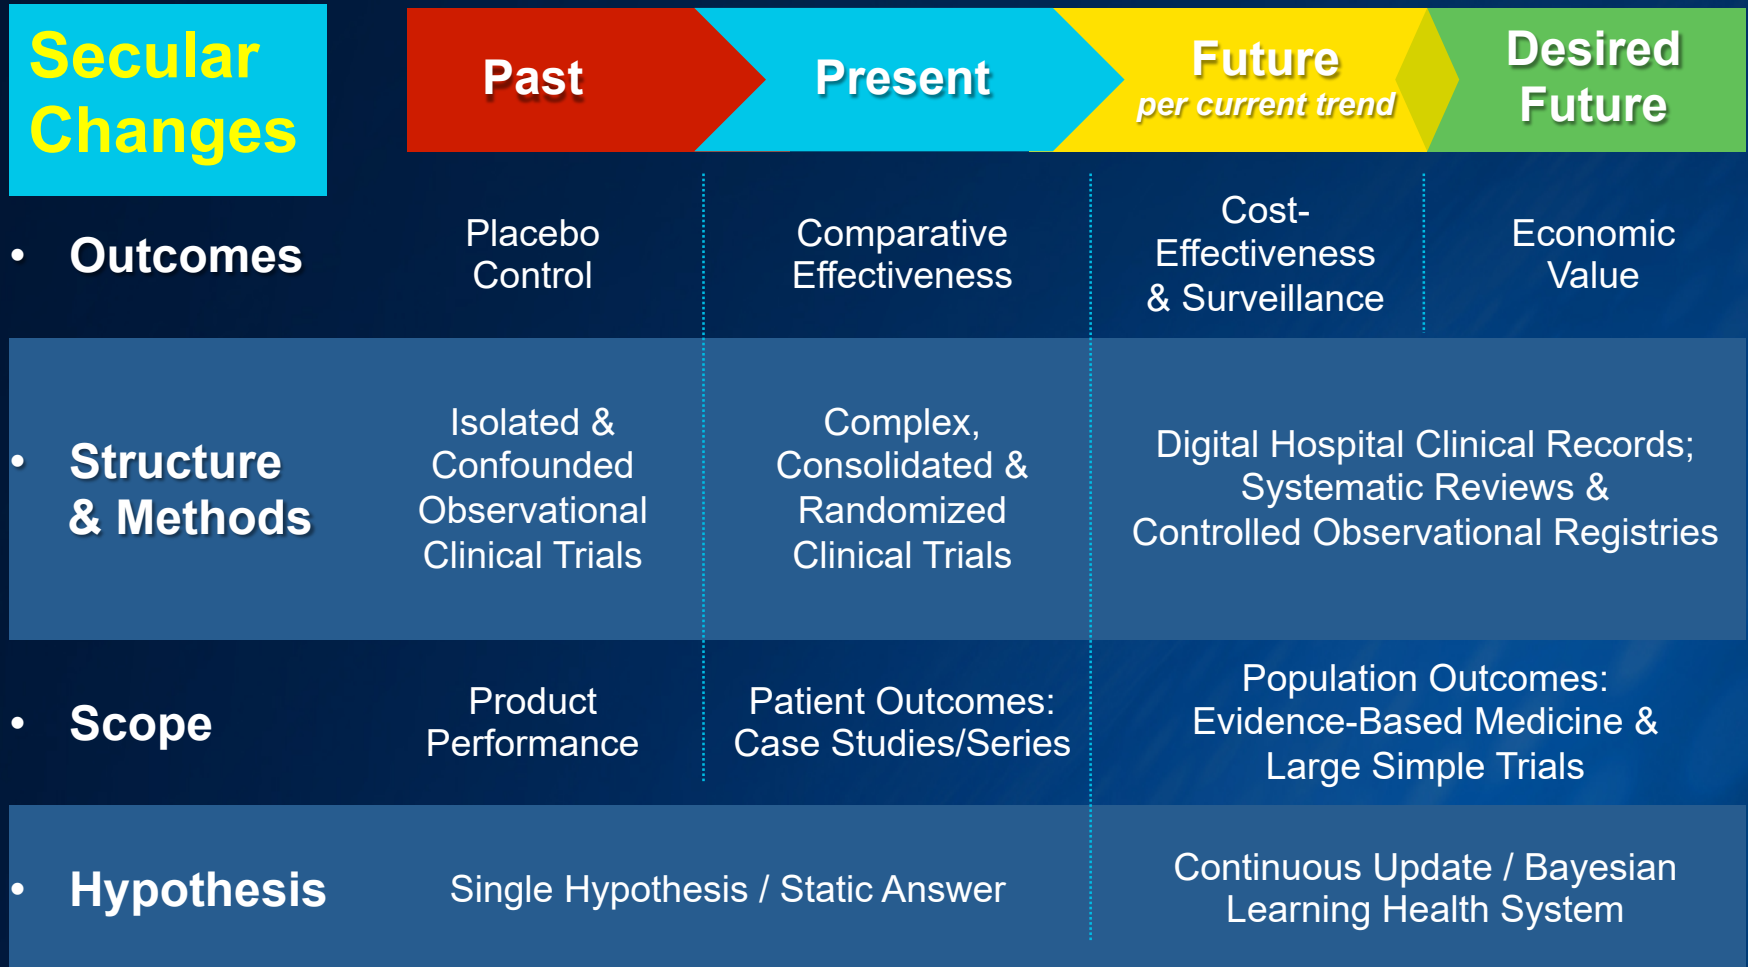 Secular
Changes
Past
Present
Future
per current trend
Desired
Future
• Outcomes
Placebo
Control
Comparative
Effectiveness
Cost-
Effectiveness
& Surveillance
Economic
Value
• Structure
& Methods
Isolated &
Confounded
Observational
Clinical Trials
Complex,
Consolidated &
Randomized
Clinical Trials
Digital Hospital Clinical Records;
Systematic Reviews &
Controlled Observational Registries
• Scope
Product
Performance
Patient Outcomes:
Case Studies/Series
Population Outcomes:
Evidence-Based Medicine &
Large Simple Trials
• Hypothesis
Single Hypothesis / Static Answer
Continuous Update / Bayesian
Learning Health System